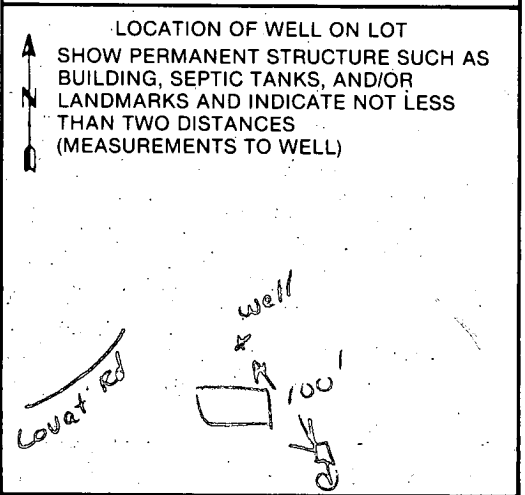 LOCATION OF WELL ON LOT
SHOW PERMANENT STRUCTURE SUCH AS
BUILDING, SEPTIC TANKS, AND/OR
N LANDMARKS AND INDICATE NOT LESS
THAN TWO DISTANCES
(MEASUREMENTS TO WELL)
well
100'
Lovat Rd